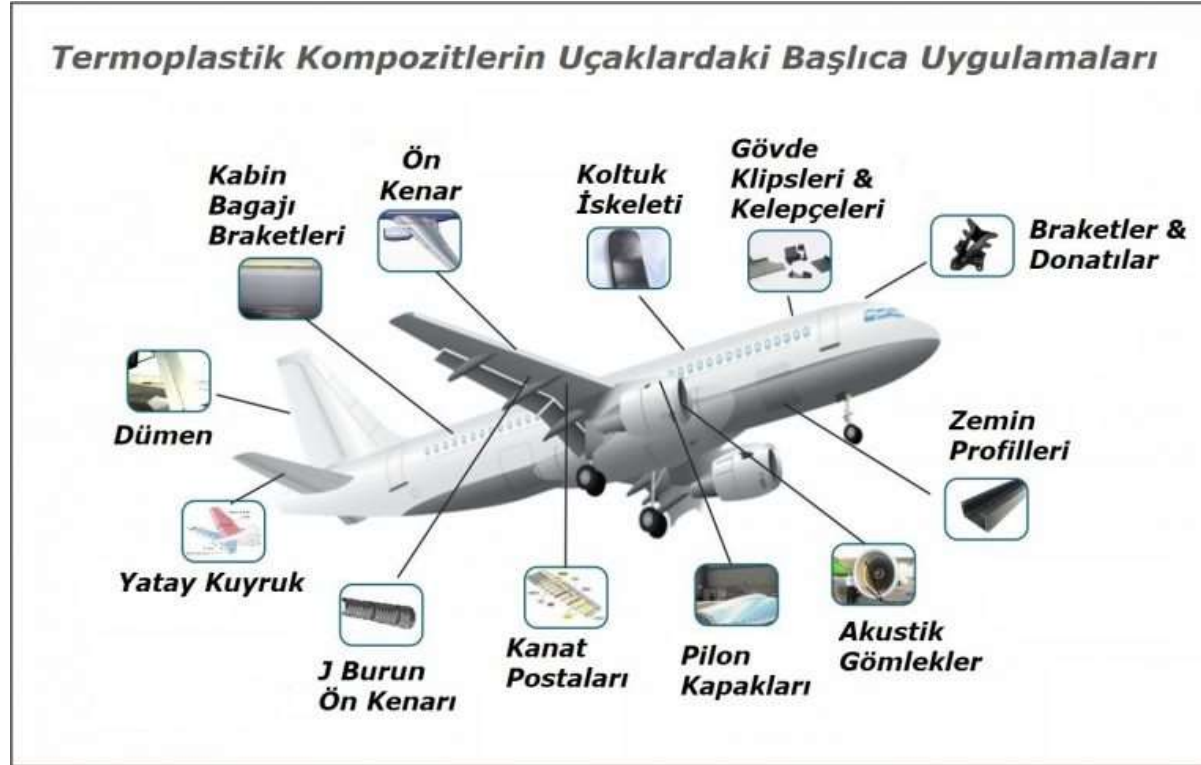 Termoplastik Kompozitlerin Uçaklardaki Başlıca Uygulamaları
Kabin
Bagajı
Braketleri
Ön
Kenar
Koltuk
İskeleti
Gövde
Klipsleri &
Kelepçeleri
Braketler &
Donatılar
Dümen
Zemin
Profilleri
Yatay Kuyruk
J Burun
Ön Kenarı
Kanat
Postaları
Pilon
Kapakları
Akustik
Gömlekler